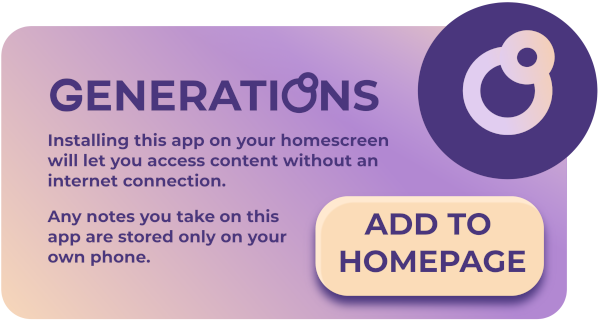 GENERATIONS
Installing this app on your homescreen
will let you access content without an
internet connection.
Any notes you take on this
app are stored only on your
own phone.
ADD TO
HOMEPAGE